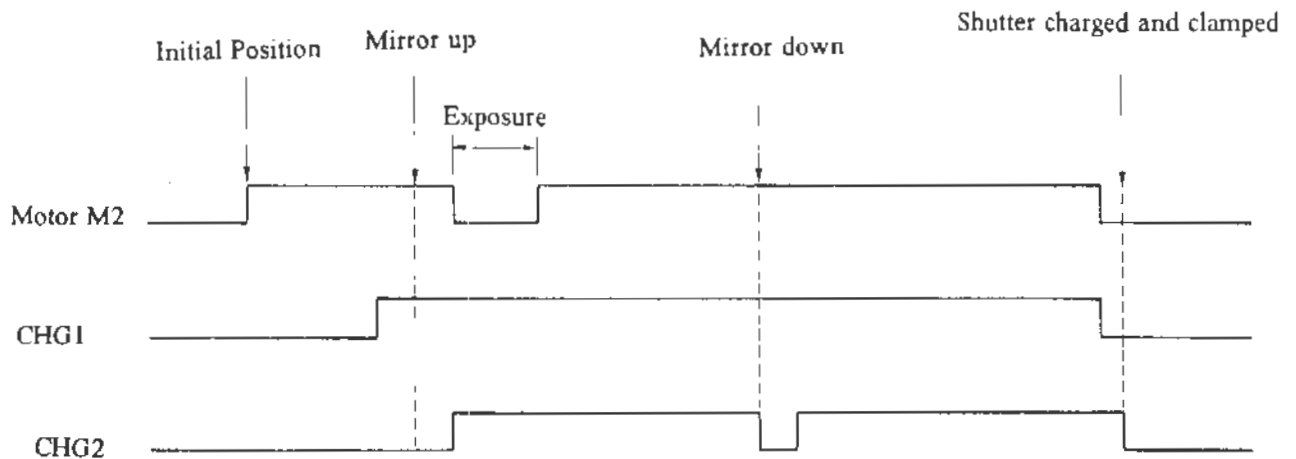 Shutter charged and clamped
Initial Position
Mirror up
Mirror down
Exposure
Motor M2
CHG1
CHG2